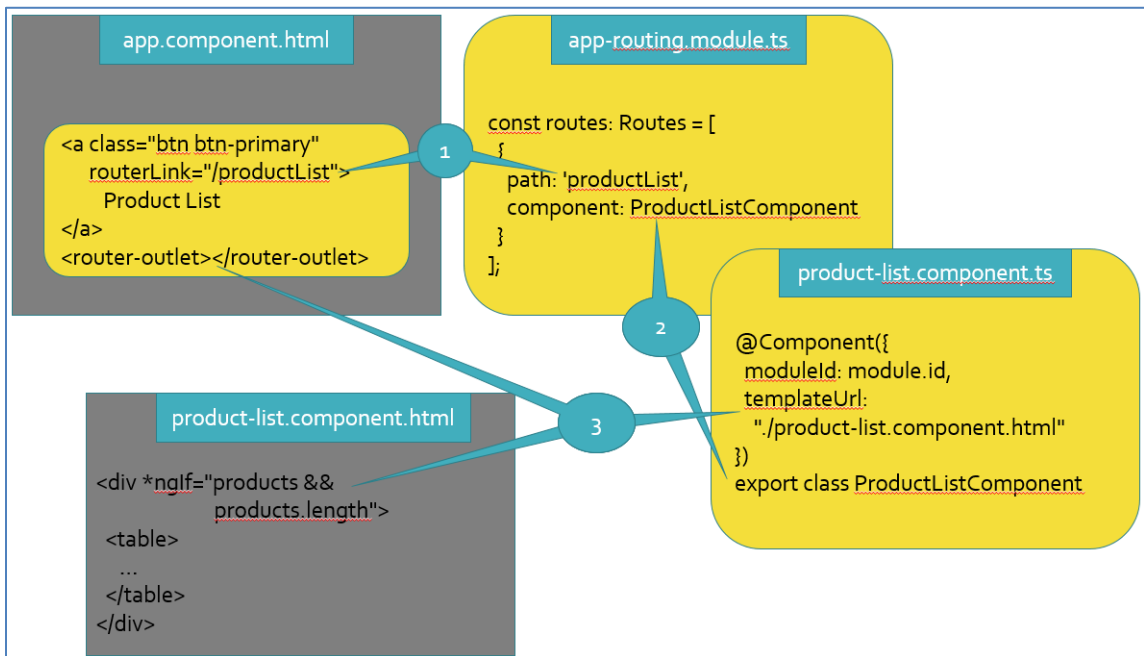 app.component.html
<a class="btn btn-primary"
routerLink="/productList">
Product List
</a>
<router-outlet></router-outlet>
1
app-routing.module.ts
const routes: Routes = [
{
path: 'productList',
component: ProductListComponent
}
];
2
product-list.component.ts
@Component({
moduleId: module.id,
templateUrl:
"./product-list.component.html"
})
export class ProductListComponent
3
product-list.component.html
<div *ngIf="products &&
products.length">
<table>
...
</table>
</div>